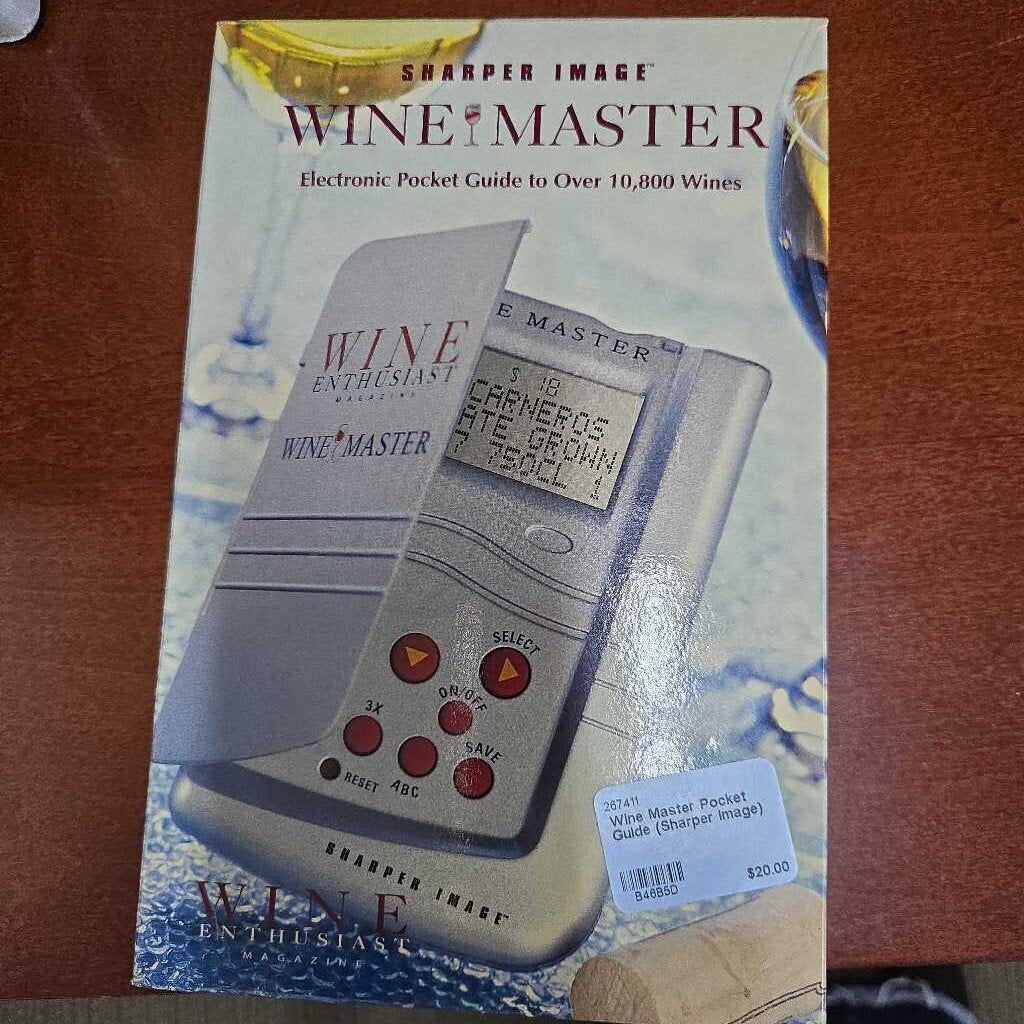 SHARPER IMAGE™
WINE MASTER
Electronic Pocket Guide to Over 10,800 Wines
WINE
ENTHUSIAST
MAGAZINE
WINE MASTER
E MASTER
$ 18
CARNEROS
ATE GROWN
7 750CL 1
SELECT
ON/OFF
3X
SAVE
RESET
ABC
SHARPER IMAGE™
WINE
ENTHUSIAST
MAGAZINE
267411
Wine Master Pocket
Guide (Sharper Image)
$20.00
B46B5D